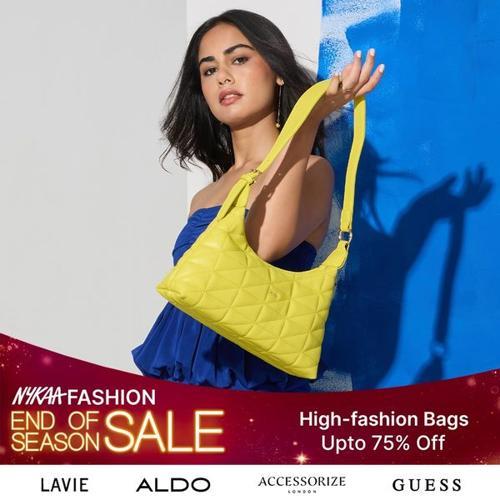 NYKAA FASHION
END OF
SEASON SALE
High-fashion Bags
Upto 75% Off
LAVIE
ALDO
ACCESSORIZE
LONDON
GUESS